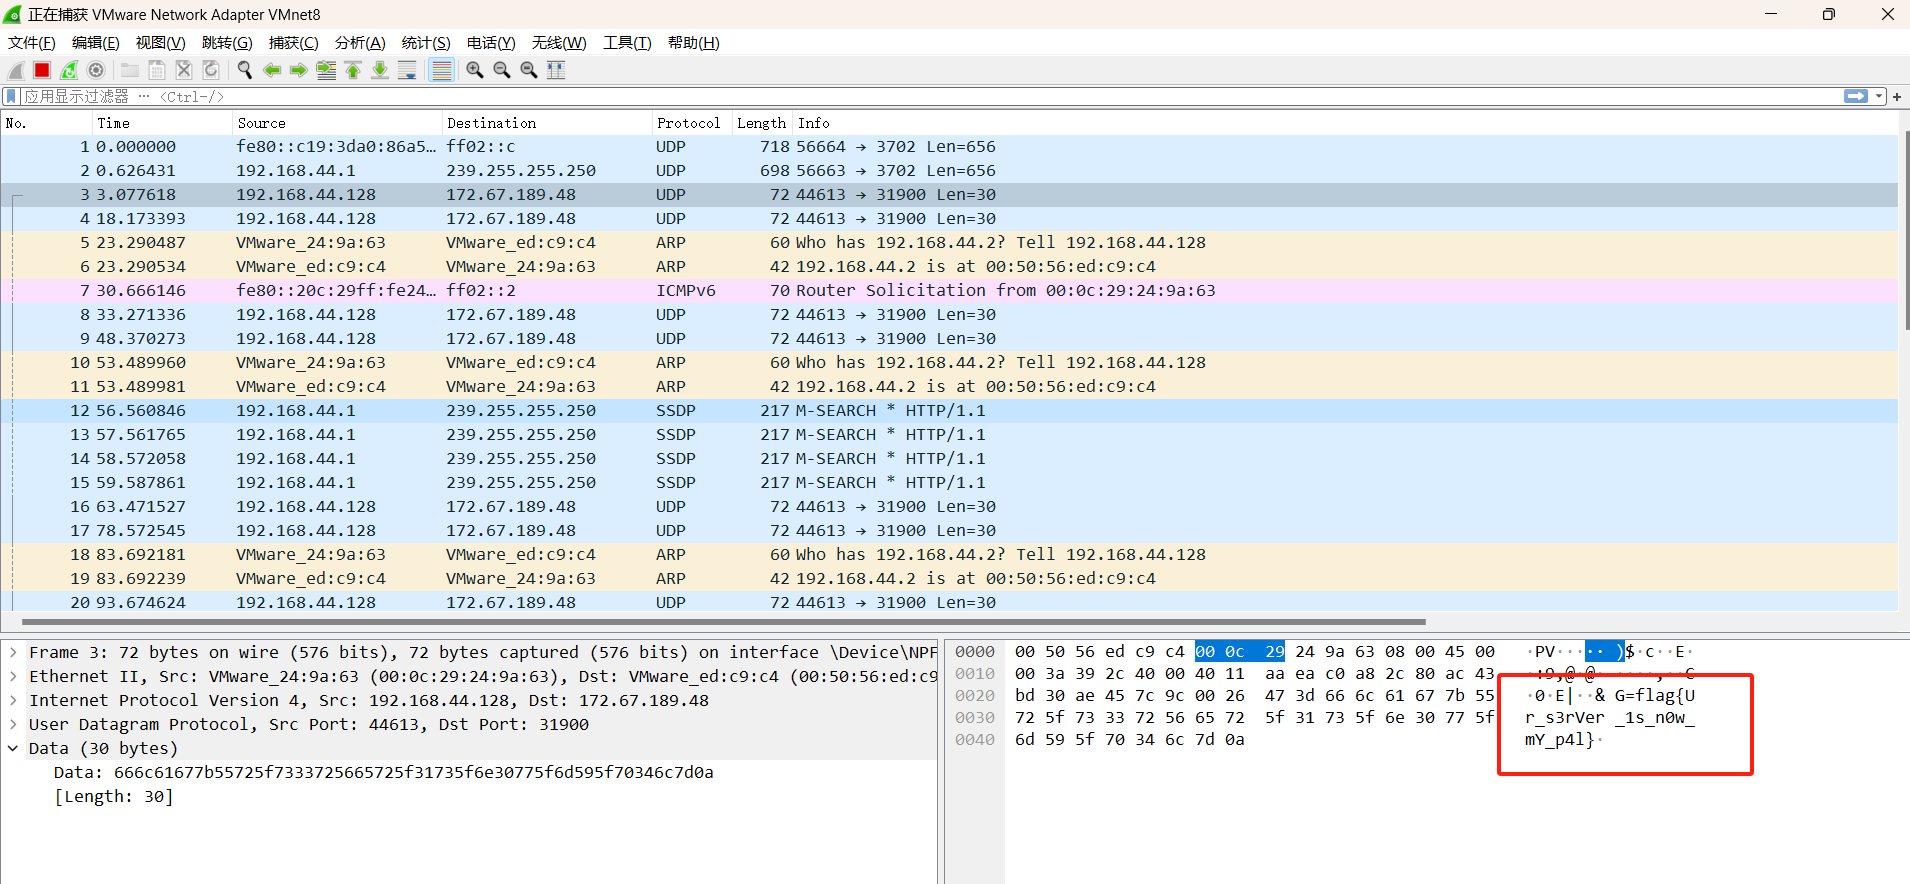 正在捕获 VMware Network Adapter VMnet8
文件(F) 编辑(E) 视图(V) 跳转(G) 捕获(C) 分析(A) 统计(S) 电话(Y) 无线(W) 工具(T) 帮助(H)
应用显示过滤器 … <Ctrl-/>
No. Time Source Destination Protocol Length Info
1 0.000000 fe80::c19:3da0:86a5… ff02::c UDP 718 56664 → 3702 Len=656
2 0.626431 192.168.44.1 239.255.255.250 UDP 698 56663 → 3702 Len=656
3 3.077618 192.168.44.128 172.67.189.48 UDP 72 44613 → 31900 Len=30
4 18.173393 192.168.44.128 172.67.189.48 UDP 72 44613 → 31900 Len=30
5 23.290487 VMware_24:9a:63 VMware_ed:c9:c4 ARP 60 Who has 192.168.44.2? Tell 192.168.44.128
6 23.290534 VMware_ed:c9:c4 VMware_24:9a:63 ARP 42 192.168.44.2 is at 00:50:56:ed:c9:c4
7 30.666146 fe80::20c:29ff:fe24… ff02::2 ICMPv6 70 Router Solicitation from 00:0c:29:24:9a:63
8 33.271336 192.168.44.128 172.67.189.48 UDP 72 44613 → 31900 Len=30
9 48.370273 192.168.44.128 172.67.189.48 UDP 72 44613 → 31900 Len=30
10 53.489960 VMware_24:9a:63 VMware_ed:c9:c4 ARP 60 Who has 192.168.44.2? Tell 192.168.44.128
11 53.489981 VMware_ed:c9:c4 VMware_24:9a:63 ARP 42 192.168.44.2 is at 00:50:56:ed:c9:c4
12 56.560846 192.168.44.1 239.255.255.250 SSDP 217 M-SEARCH * HTTP/1.1
13 57.561765 192.168.44.1 239.255.255.250 SSDP 217 M-SEARCH * HTTP/1.1
14 58.572058 192.168.44.1 239.255.255.250 SSDP 217 M-SEARCH * HTTP/1.1
15 59.587861 192.168.44.1 239.255.255.250 SSDP 217 M-SEARCH * HTTP/1.1
16 63.471527 192.168.44.128 172.67.189.48 UDP 72 44613 → 31900 Len=30
17 78.572545 192.168.44.128 172.67.189.48 UDP 72 44613 → 31900 Len=30
18 83.692181 VMware_24:9a:63 VMware_ed:c9:c4 ARP 60 Who has 192.168.44.2? Tell 192.168.44.128
19 83.692239 VMware_ed:c9:c4 VMware_24:9a:63 ARP 42 192.168.44.2 is at 00:50:56:ed:c9:c4
20 93.674624 192.168.44.128 172.67.189.48 UDP 72 44613 → 31900 Len=30
Frame 3: 72 bytes on wire (576 bits), 72 bytes captured (576 bits) on interface \Device\NPF
Ethernet II, Src: VMware_24:9a:63 (00:0c:29:24:9a:63), Dst: VMware_ed:c9:c4 (00:50:56:ed:c9
Internet Protocol Version 4, Src: 192.168.44.128, Dst: 172.67.189.48
User Datagram Protocol, Src Port: 44613, Dst Port: 31900
Data (30 bytes)
Data: 666c61677b55725f7333725665725f31735f6e30775f6d595f70346c7d0a
[Length: 30]
0000 00 50 56 ed c9 c4 00 0c 29 24 9a 63 08 00 45 00 ·PV····· )$·c··E·
0010 00 3a 39 2c 40 00 40 11 aa ea c0 a8 2c 80 ac 43 ·:9,@·@· ····,··C
0020 bd 30 ae 45 7c 9c 00 26 47 3d 66 6c 61 67 7b 55 ·0·E|··& G=flag{U
0030 72 5f 73 33 72 56 65 72 5f 31 73 5f 6e 30 77 5f r_s3rVer _1s_n0w_
0040 6d 59 5f 70 34 6c 7d 0a mY_p4l}·